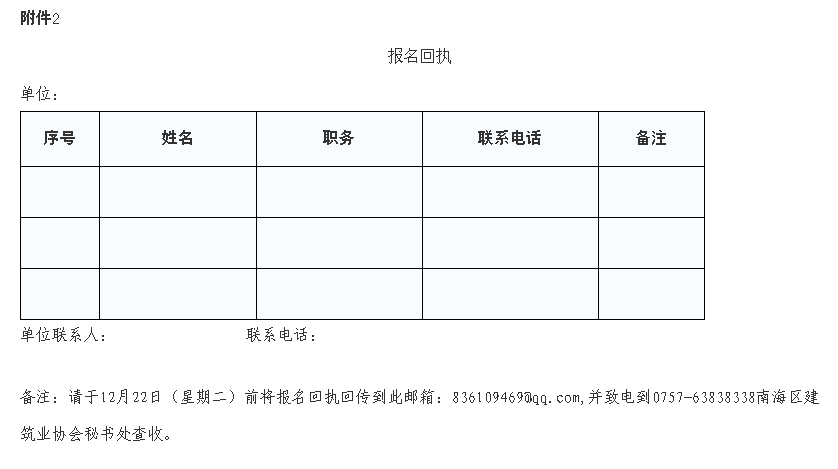 附件2
报名回执
单位：
序号 姓名 职务 联系电话 备注
单位联系人： 联系电话：
备注：请于12月22日（星期二）前将报名回执回传到此邮箱：836109469@qq.com,并致电到0757-63838338南海区建
筑业协会秘书处查收。